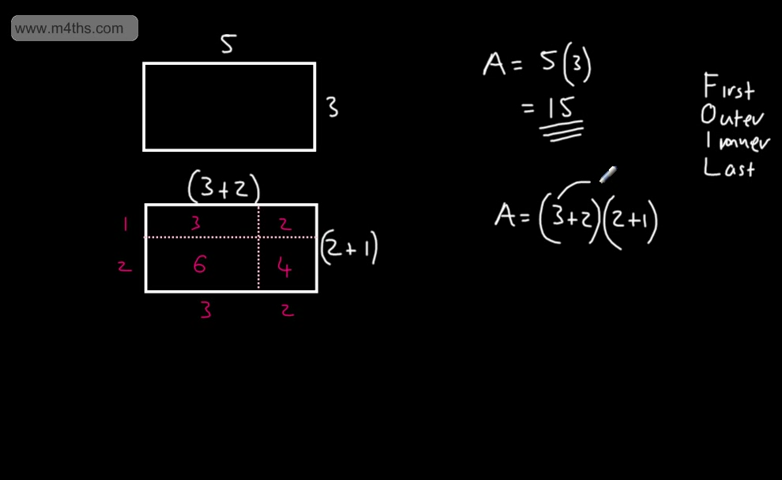 www.m4ths.com
5
3
A = 5(3)
= 15
First
Outer
Inner
Last
(3+2)
1 3 2
2 6 4
(2+1)
3 2
A = (3+2)(2+1)